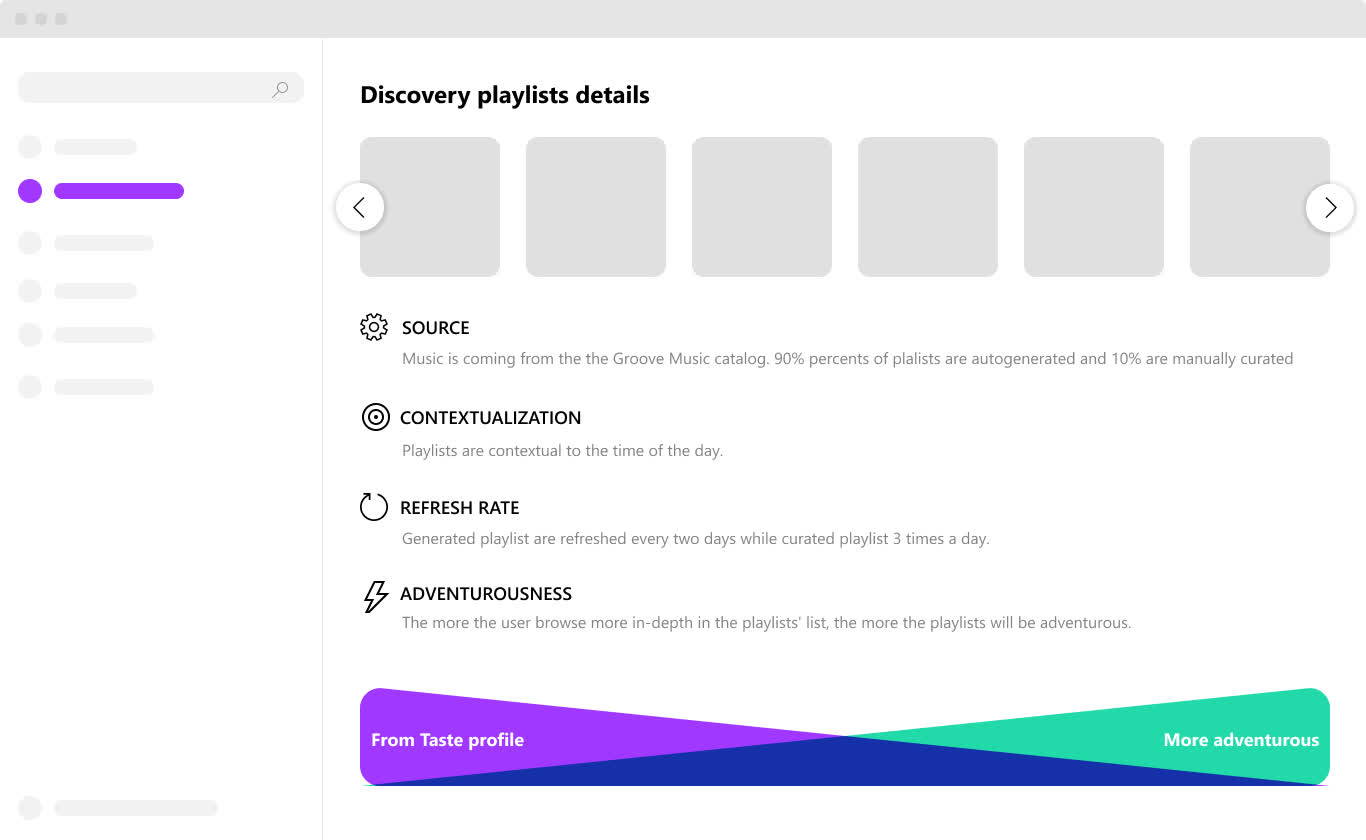 Discovery playlists details
SOURCE
Music is coming from the the Groove Music catalog. 90% percents of plalists are autogenerated and 10% are manually curated
CONTEXTUALIZATION
Playlists are contextual to the time of the day.
REFRESH RATE
Generated playlist are refreshed every two days while curated playlist 3 times a day.
ADVENTUROUSNESS
The more the user browse more in-depth in the playlists' list, the more the playlists will be adventurous.
From Taste profile
More adventurous